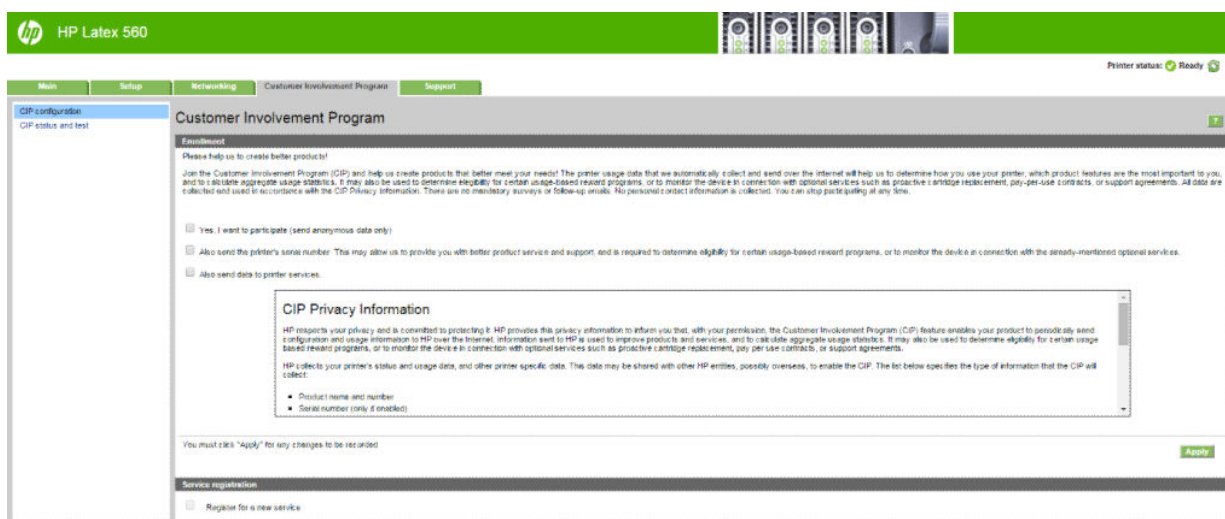 hp HP Latex 560
Printer status: Ready
Main Setup Networking Customer Involvement Program Support
CIP configuration
CIP status and test
Customer Involvement Program
?
Enrollment
Please help us to create better products!
Join the Customer Involvement Program (CIP) and help us create products that better meet your needs! The printer usage data that we automatically collect and send over the internet will help us to determine how you use your printer, which product features are the most important to you,
and to calculate aggregate usage statistics. It may also be used to determine eligibility for certain usage-based reward programs, or to monitor the device in connection with optional services such as proactive cartridge replacement, pay-per-use contracts, or support agreements. All data are
collected and used in accordance with the CIP Privacy Information. There are no mandatory surveys or follow-up emails. No personal contact information is collected. You can stop participating at any time.
Yes, I want to participate (send anonymous data only)
Also send the printer's serial number. This may allow us to provide you with better product service and support, and is required to determine eligibility for certain usage-based reward programs, or to monitor the device in connection with the already-mentioned optional services.
Also send data to printer services.
CIP Privacy Information
HP respects your privacy and is committed to protecting it. HP provides this privacy information to inform you that, with your permission, the Customer Involvement Program (CIP) feature enables your product to periodically send
configuration and usage information to HP over the Internet. Information sent to HP is used to improve products and services, and to calculate aggregate usage statistics. It may also be used to determine eligibility for certain usage
based reward programs, or to monitor the device in connection with optional services such as proactive cartridge replacement, pay per use contracts, or support agreements.
HP collects your printer's status and usage data, and other printer specific data. This data may be shared with other HP entities, possibly overseas, to enable the CIP. The list below specifies the type of information that the CIP will
collect:
Product name and number
Serial number (only if enabled)
You must click "Apply" for any changes to be recorded
Apply
Service registration
Register for a new service